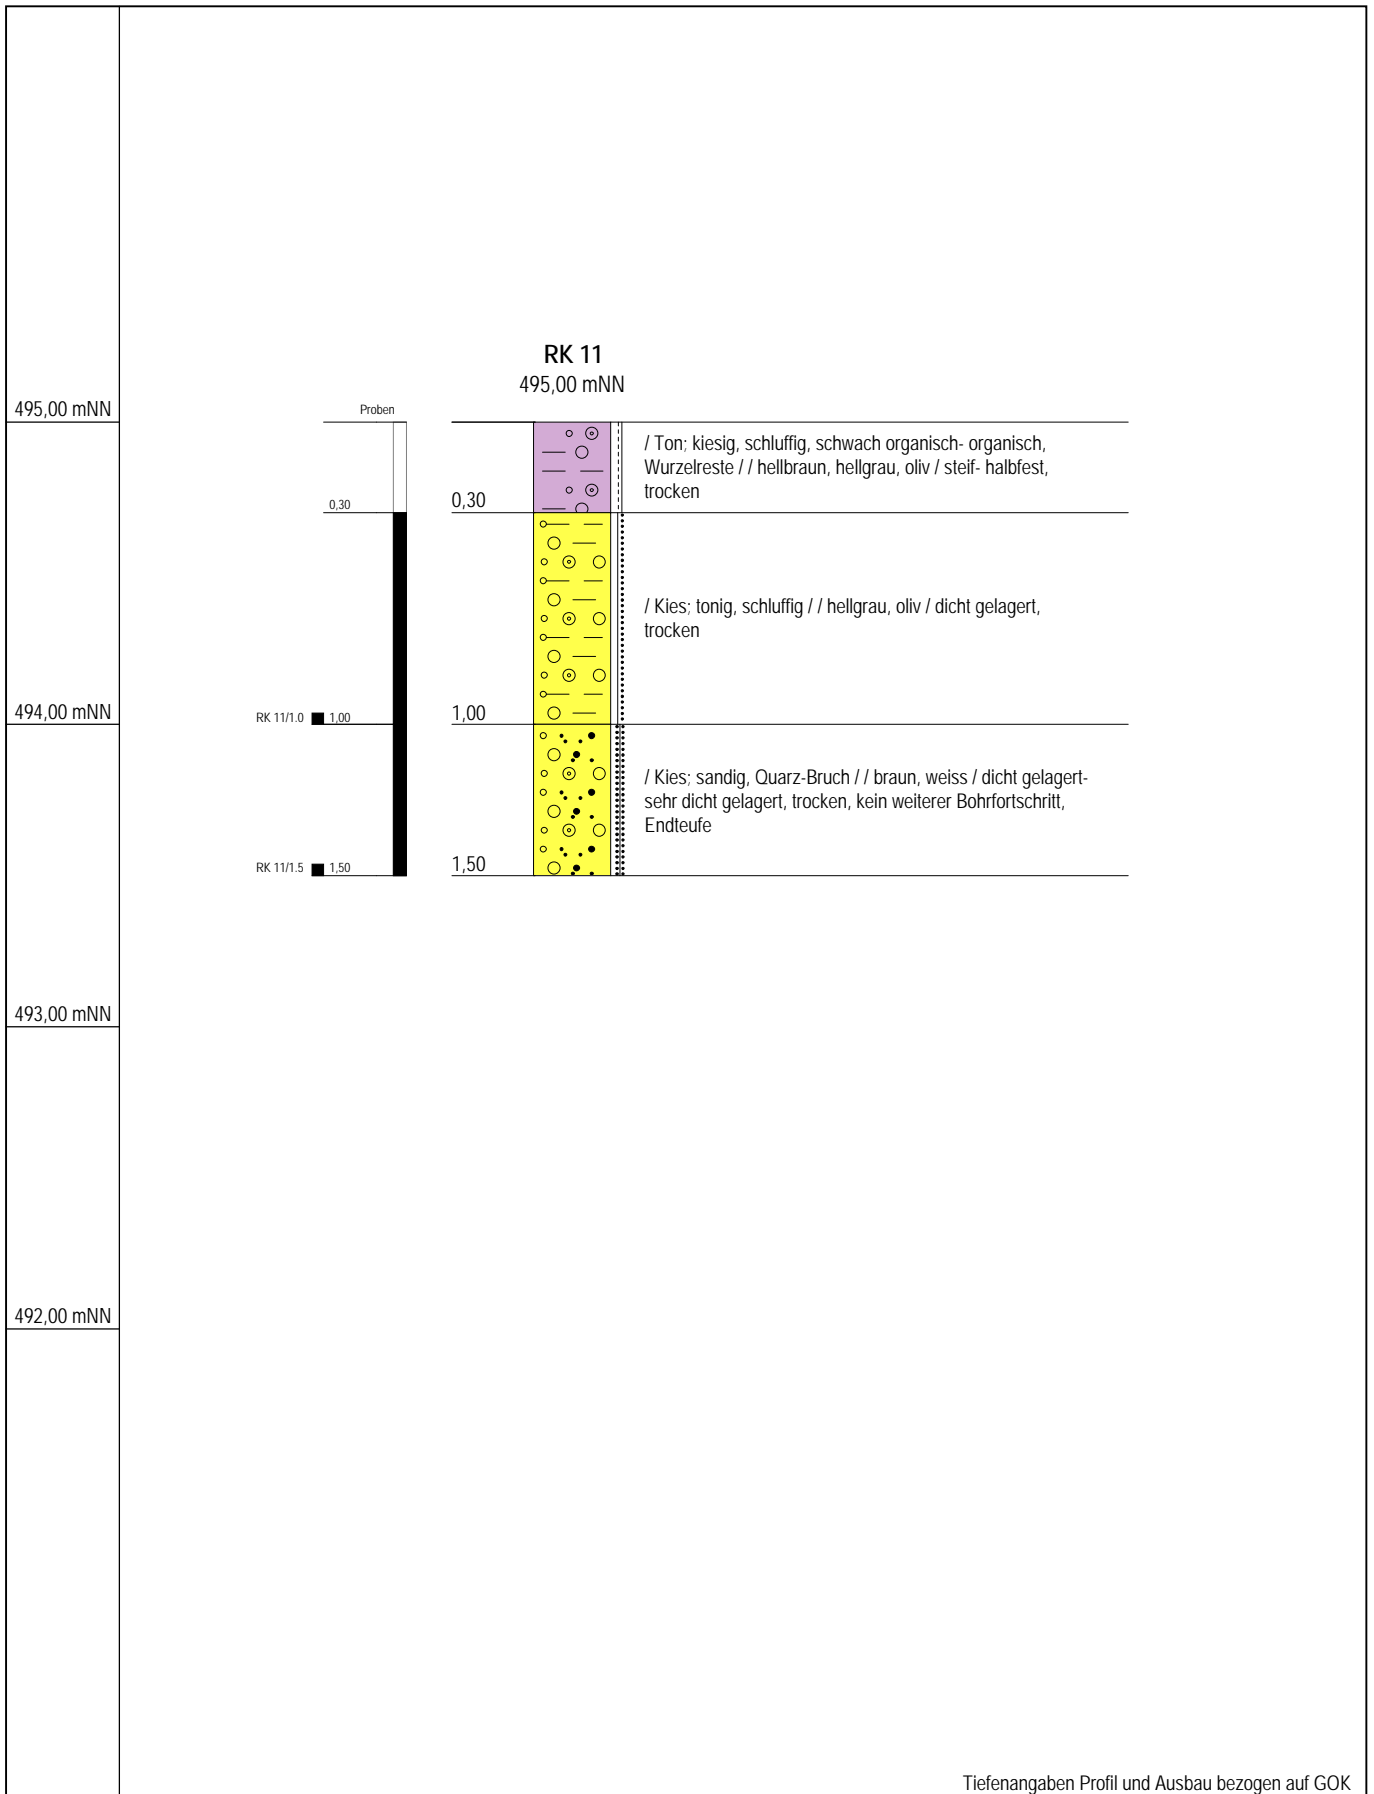 RK 11
495,00 mNN
495,00 mNN
Proben
/ Ton; kiesig, schluffig, schwach organisch- organisch,
Wurzelreste / / hellbraun, hellgrau, oliv / steif- halbfest,
trocken
0,30
0,30
/ Kies; tonig, schluffig / / hellgrau, oliv / dicht gelagert,
trocken
494,00 mNN
RK 11/1.0
1,00
1,00
/ Kies; sandig, Quarz-Bruch / / braun, weiss / dicht gelagert-
sehr dicht gelagert, trocken, kein weiterer Bohrfortschritt,
Endteufe
RK 11/1.5
1,50
1,50
493,00 mNN
492,00 mNN
Tiefenangaben Profil und Ausbau bezogen auf GOK